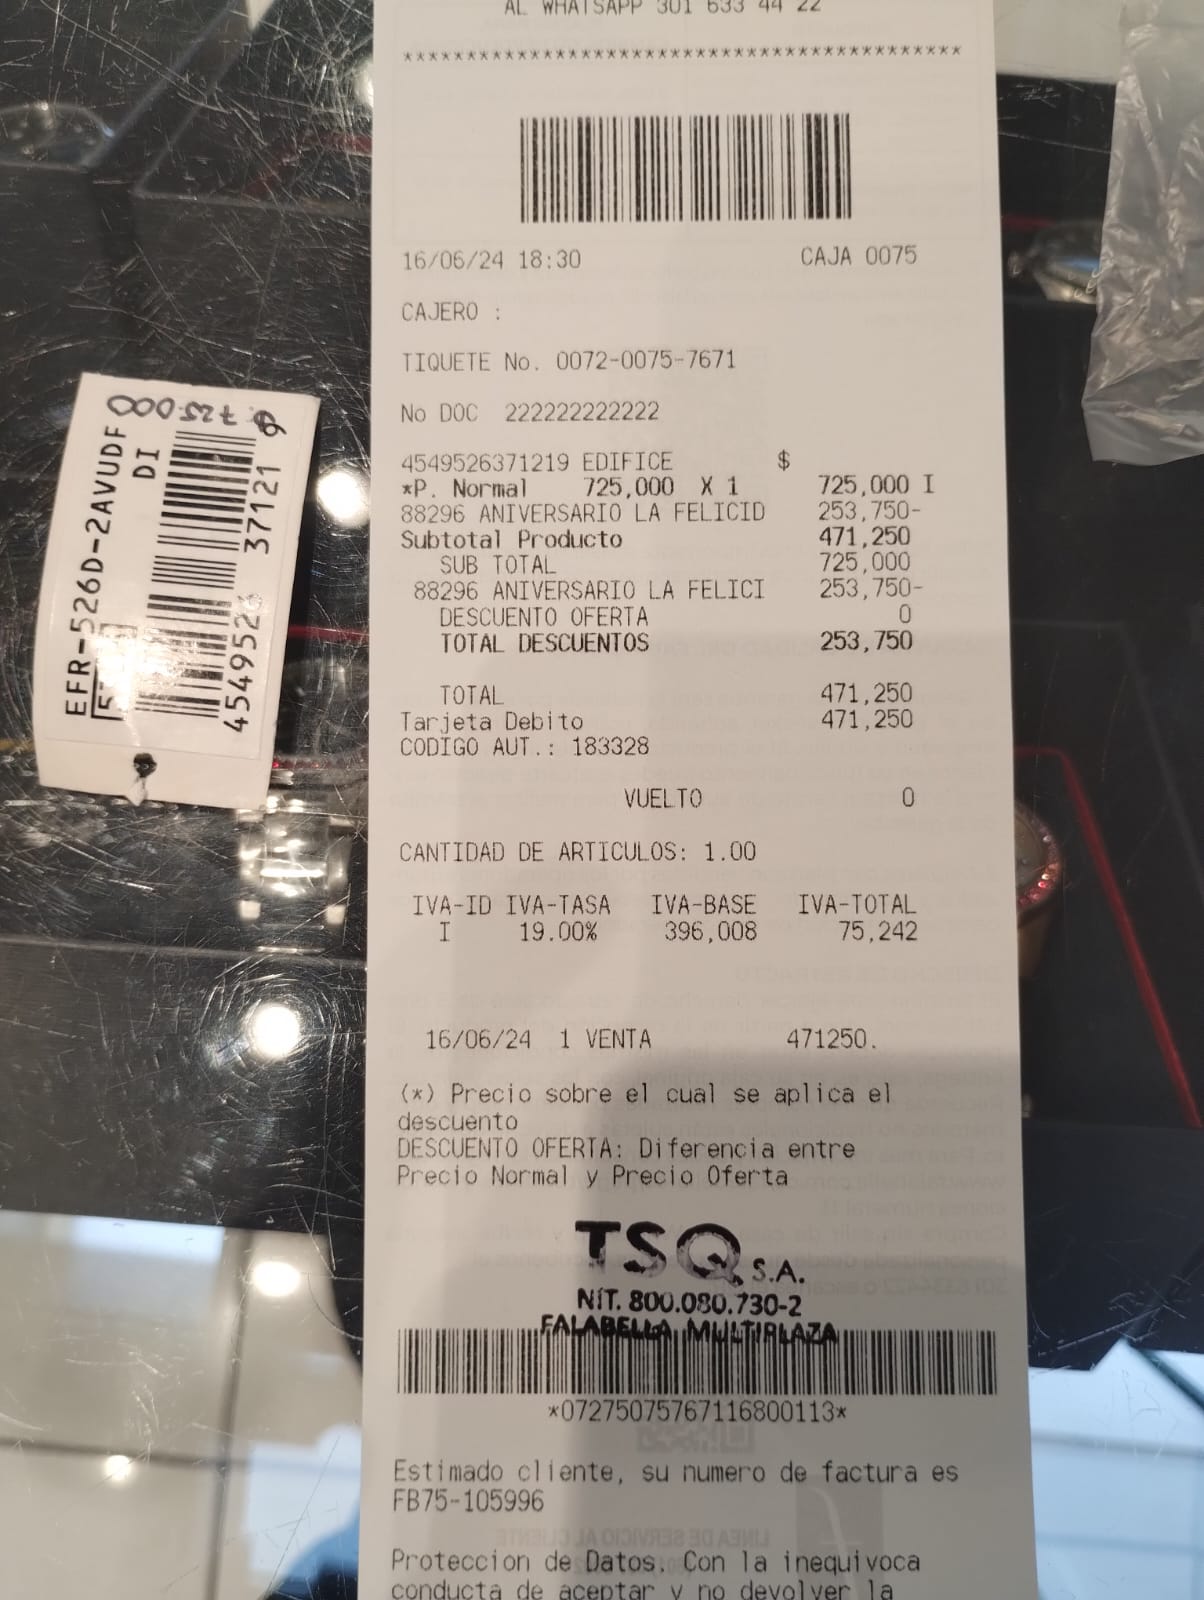 AL WHATSAPP 301 633 44 22
********************************************
16/06/24 18:30 CAJA 0075
CAJERO :
TIQUETE No. 0072-0075-7671
No DOC 222222222222
4549526371219 EDIFICE $
*P. Normal 725,000 X 1 725,000 I
88296 ANIVERSARIO LA FELICID 253,750-
Subtotal Producto 471,250
SUB TOTAL 725,000
88296 ANIVERSARIO LA FELICI 253,750-
DESCUENTO OFERTA 0
TOTAL DESCUENTOS 253,750
TOTAL 471,250
Tarjeta Debito 471,250
CODIGO AUT.: 183328
VUELTO 0
CANTIDAD DE ARTICULOS: 1.00
IVA-ID IVA-TASA IVA-BASE IVA-TOTAL
I 19.00% 396,008 75,242
16/06/24 1 VENTA 471250.
(*) Precio sobre el cual se aplica el
descuento
DESCUENTO OFERTA: Diferencia entre
Precio Normal y Precio Oferta
TSQ S.A.
NIT. 800.080.730-2
FALABELLA MULTIPLAZA
*07275075767116800113*
Estimado cliente, su numero de factura es
FB75-105996
Proteccion de Datos. Con la inequivoca
conducta de aceptar y no devolver la
EFR-526D-2AVUDF
DI
4549526 37121 9
725.000